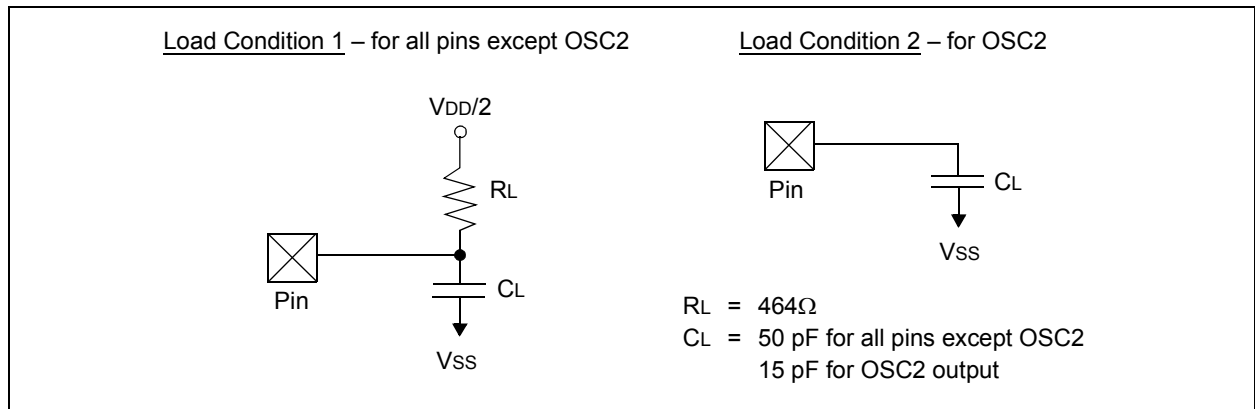 Load Condition 1 – for all pins except OSC2
VDD/2
RL
Pin
CL
VSS
Load Condition 2 – for OSC2
Pin
CL
VSS
RL = 464Ω
CL = 50 pF for all pins except OSC2
15 pF for OSC2 output